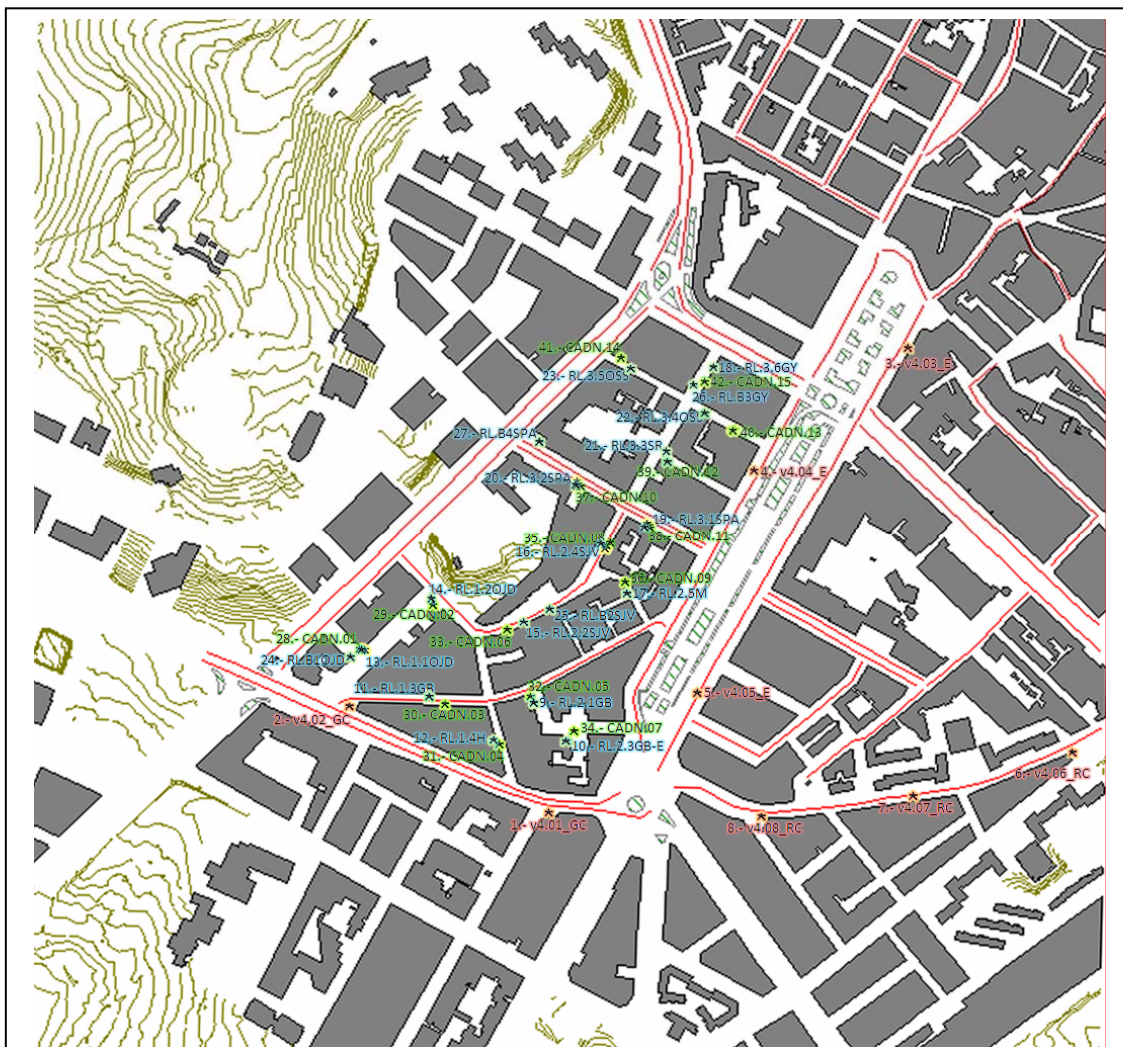 41.- CADN.14
3.- v4.03_E
23.- RL.3.5OSS
18.- RL.3.6GY
42.- CADN.15
26.- RL.B3GY
22.- RL.3.4OSS
40.- CADN.13
27.- RL.B4SPA
21.- RL.3.3SR
39.- CADN.12
4.- v4.04_E
20.- RL.3.2SPA
37.- CADN.10
19.- RL.3.1SPA
38.- CADN.11
35.- CADN.08
16.- RL.2.4SJV
36.- CADN.09
14.- RL.1.2OJD
17.- RL.2.5M
29.- CADN.02
25.- RL.B2SJV
15.- RL.2.2SJV
28.- CADN.01
33.- CADN.06
24.- RL.B1OJD
13.- RL.1.1OJD
11.- RL.1.3GB
32.- CADN.05
5.- v4.05_E
9.- RL.2.1GB
30.- CADN.03
2.- v4.02_GC
34.- CADN.07
12.- RL.1.4H
10.- RL.2.3GB-E
31.- CADN.04
6.- v4.06_RC
7.- v4.07_RC
1.- v4.01_GC
8.- v4.08_RC